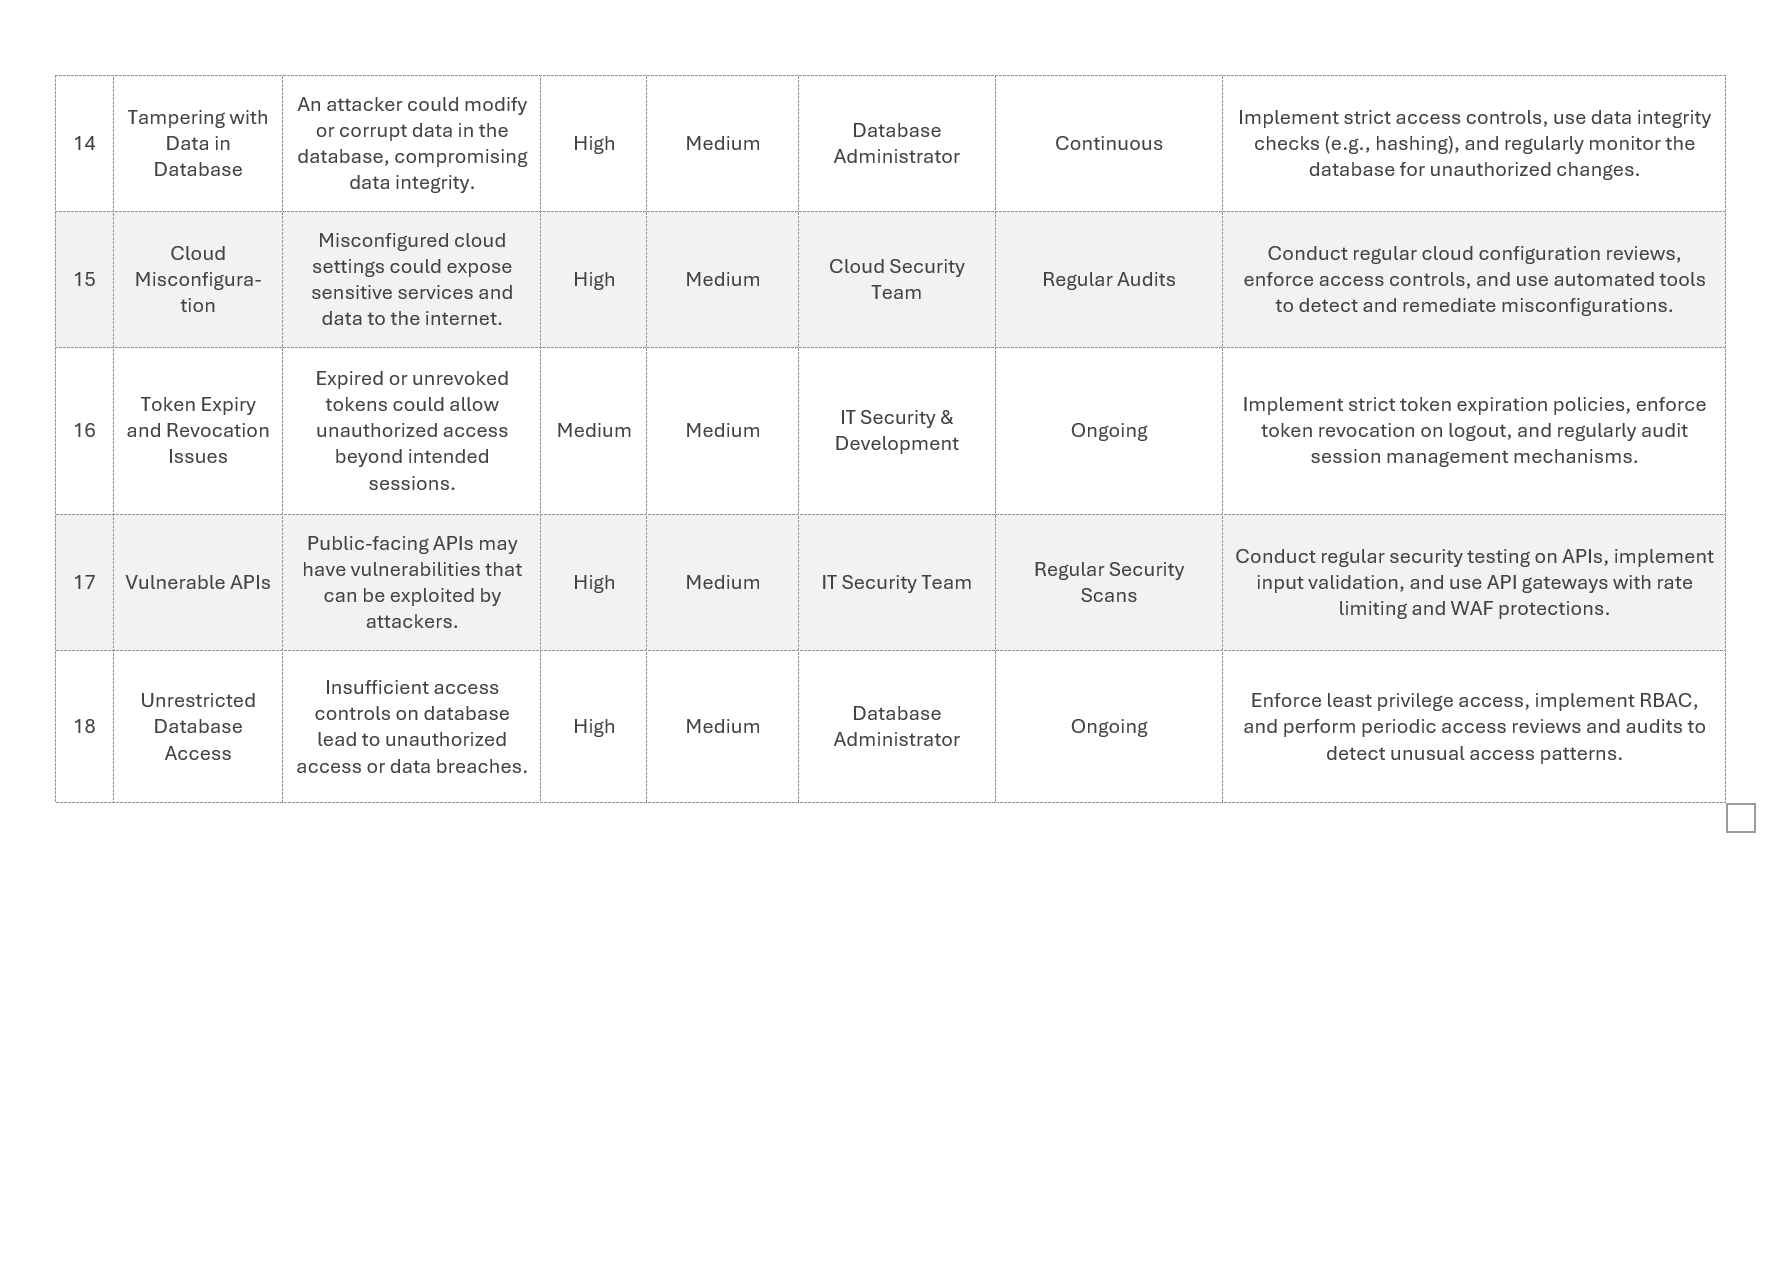 14
Tampering with
Data in
Database
An attacker could modify
or corrupt data in the
database, compromising
data integrity.
High
Medium
Database
Administrator
Continuous
Implement strict access controls, use data integrity
checks (e.g., hashing), and regularly monitor the
database for unauthorized changes.
15
Cloud
Misconfigura-
tion
Misconfigured cloud
settings could expose
sensitive services and
data to the internet.
High
Medium
Cloud Security
Team
Regular Audits
Conduct regular cloud configuration reviews,
enforce access controls, and use automated tools
to detect and remediate misconfigurations.
16
Token Expiry
and Revocation
Issues
Expired or unrevoked
tokens could allow
unauthorized access
beyond intended
sessions.
Medium
Medium
IT Security &
Development
Ongoing
Implement strict token expiration policies, enforce
token revocation on logout, and regularly audit
session management mechanisms.
17
Vulnerable APIs
Public-facing APIs may
have vulnerabilities that
can be exploited by
attackers.
High
Medium
IT Security Team
Regular Security
Scans
Conduct regular security testing on APIs, implement
input validation, and use API gateways with rate
limiting and WAF protections.
18
Unrestricted
Database
Access
Insufficient access
controls on database
lead to unauthorized
access or data breaches.
High
Medium
Database
Administrator
Ongoing
Enforce least privilege access, implement RBAC,
and perform periodic access reviews and audits to
detect unusual access patterns.